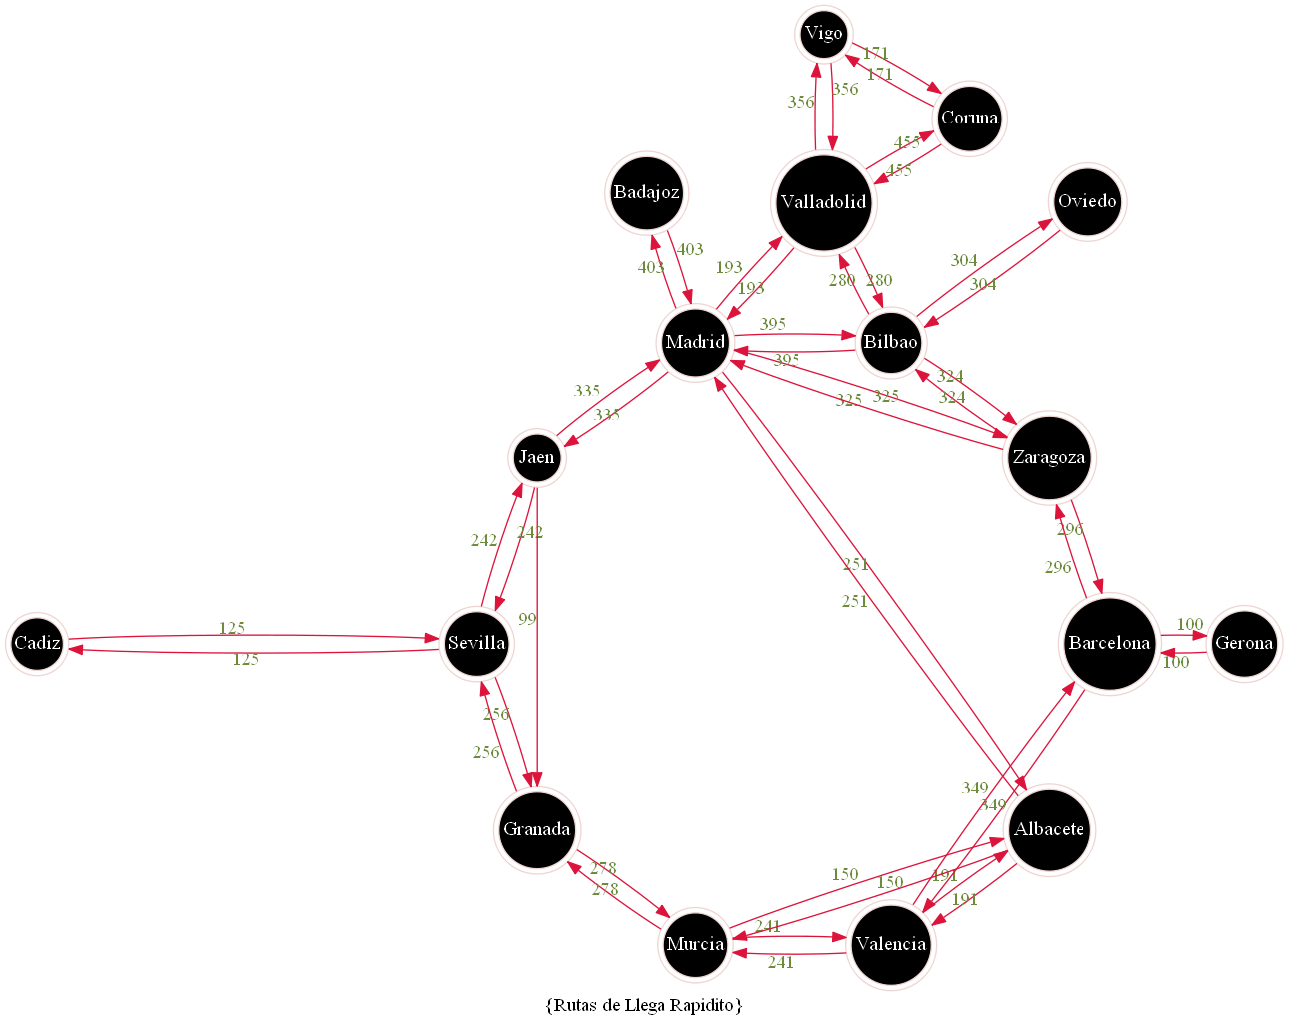 Vigo
171
171
356
356
Coruna
455
455
Badajoz
Valladolid
Oviedo
403
403
193
193
280
280
304
304
Madrid
395
395
Bilbao
335
335
325
325
324
324
Jaen
Zaragoza
242
242
99
251
251
296
296
Cadiz
125
125
Sevilla
Barcelona
100
100
Gerona
256
256
349
349
Granada
Albacete
278
278
150
150
191
191
Murcia
241
241
Valencia
{Rutas de Llega Rapidito}